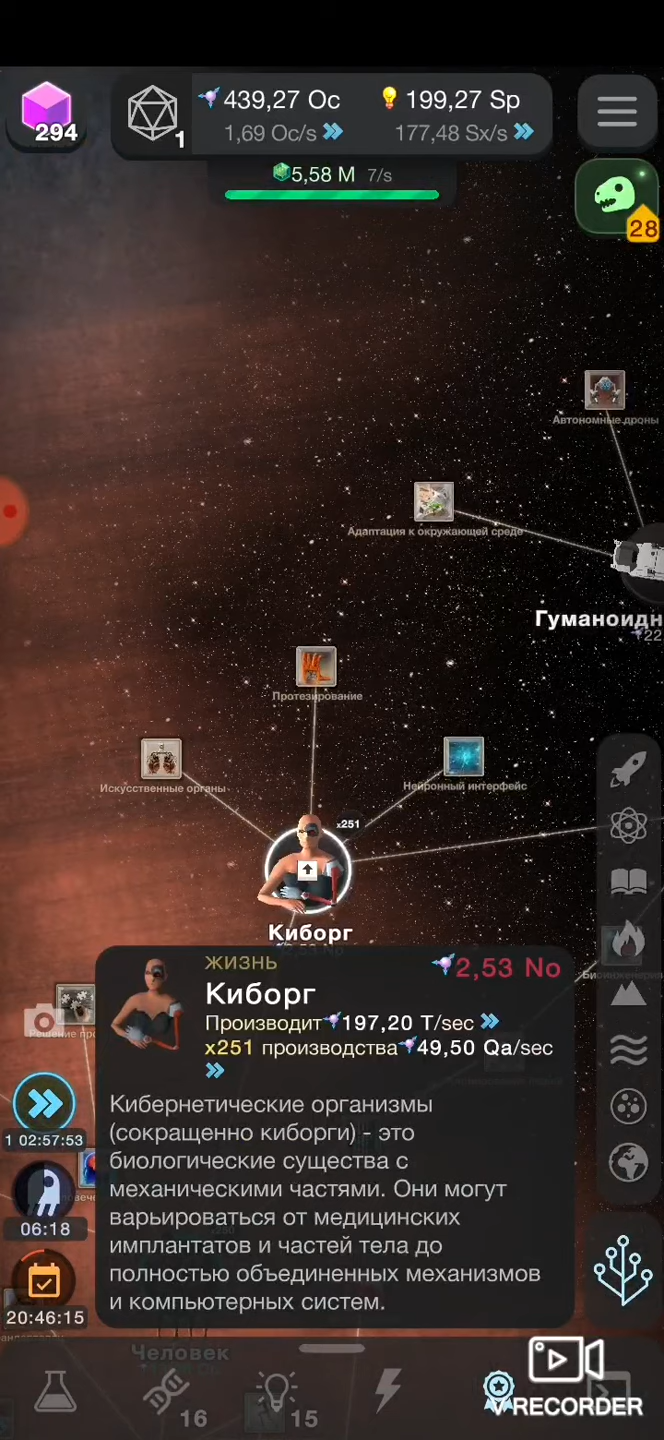 294
1
439,27 Oc
199,27 Sp
1,69 Oc/s
177,48 Sx/s
5,58 M 7/s
28
Автономные дроны
Адаптация к окружающей среде
Гуманоидн
Протезирование
Искусственные органы
Нейронный интерфейс
x251
Киборг
ЖИЗНЬ
2,53 No
Киборг
Производит 197,20 T/sec
x251 производства 49,50 Qa/sec
Кибернетические организмы
(сокращенно киборги) - это
биологические существа с
механическими частями. Они могут
варьироваться от медицинских
имплантатов и частей тела до
полностью объединенных механизмов
и компьютерных систем.
Решение про
1 02:57:53
06:18
20:46:15
Человек
16
15
V RECORDER